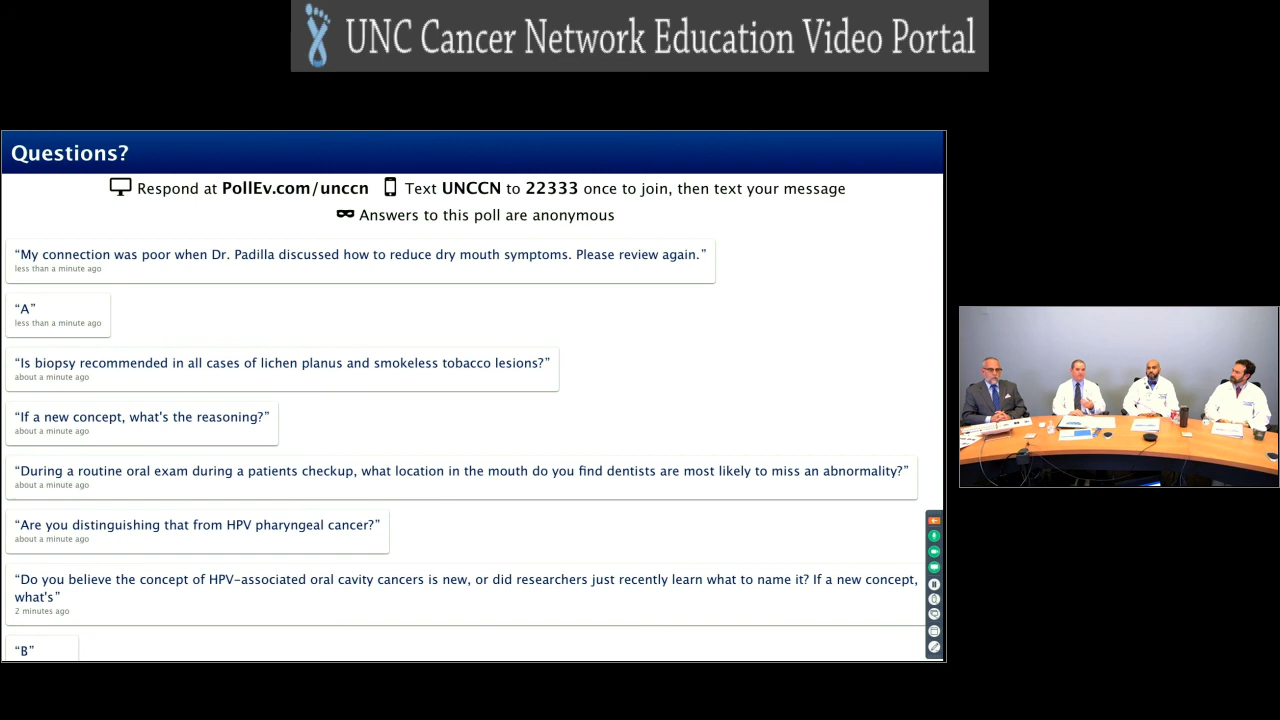 UNC Cancer Network Education Video Portal
Questions?
Respond at PollEv.com/unccn Text UNCCN to 22333 once to join, then text your message
Answers to this poll are anonymous
“My connection was poor when Dr. Padilla discussed how to reduce dry mouth symptoms. Please review again.”
less than a minute ago
“A”
less than a minute ago
“Is biopsy recommended in all cases of lichen planus and smokeless tobacco lesions?”
about a minute ago
“If a new concept, what's the reasoning?”
about a minute ago
“During a routine oral exam during a patients checkup, what location in the mouth do you find dentists are most likely to miss an abnormality?”
about a minute ago
“Are you distinguishing that from HPV pharyngeal cancer?”
about a minute ago
“Do you believe the concept of HPV-associated oral cavity cancers is new, or did researchers just recently learn what to name it? If a new concept,
what's”
2 minutes ago
“B”